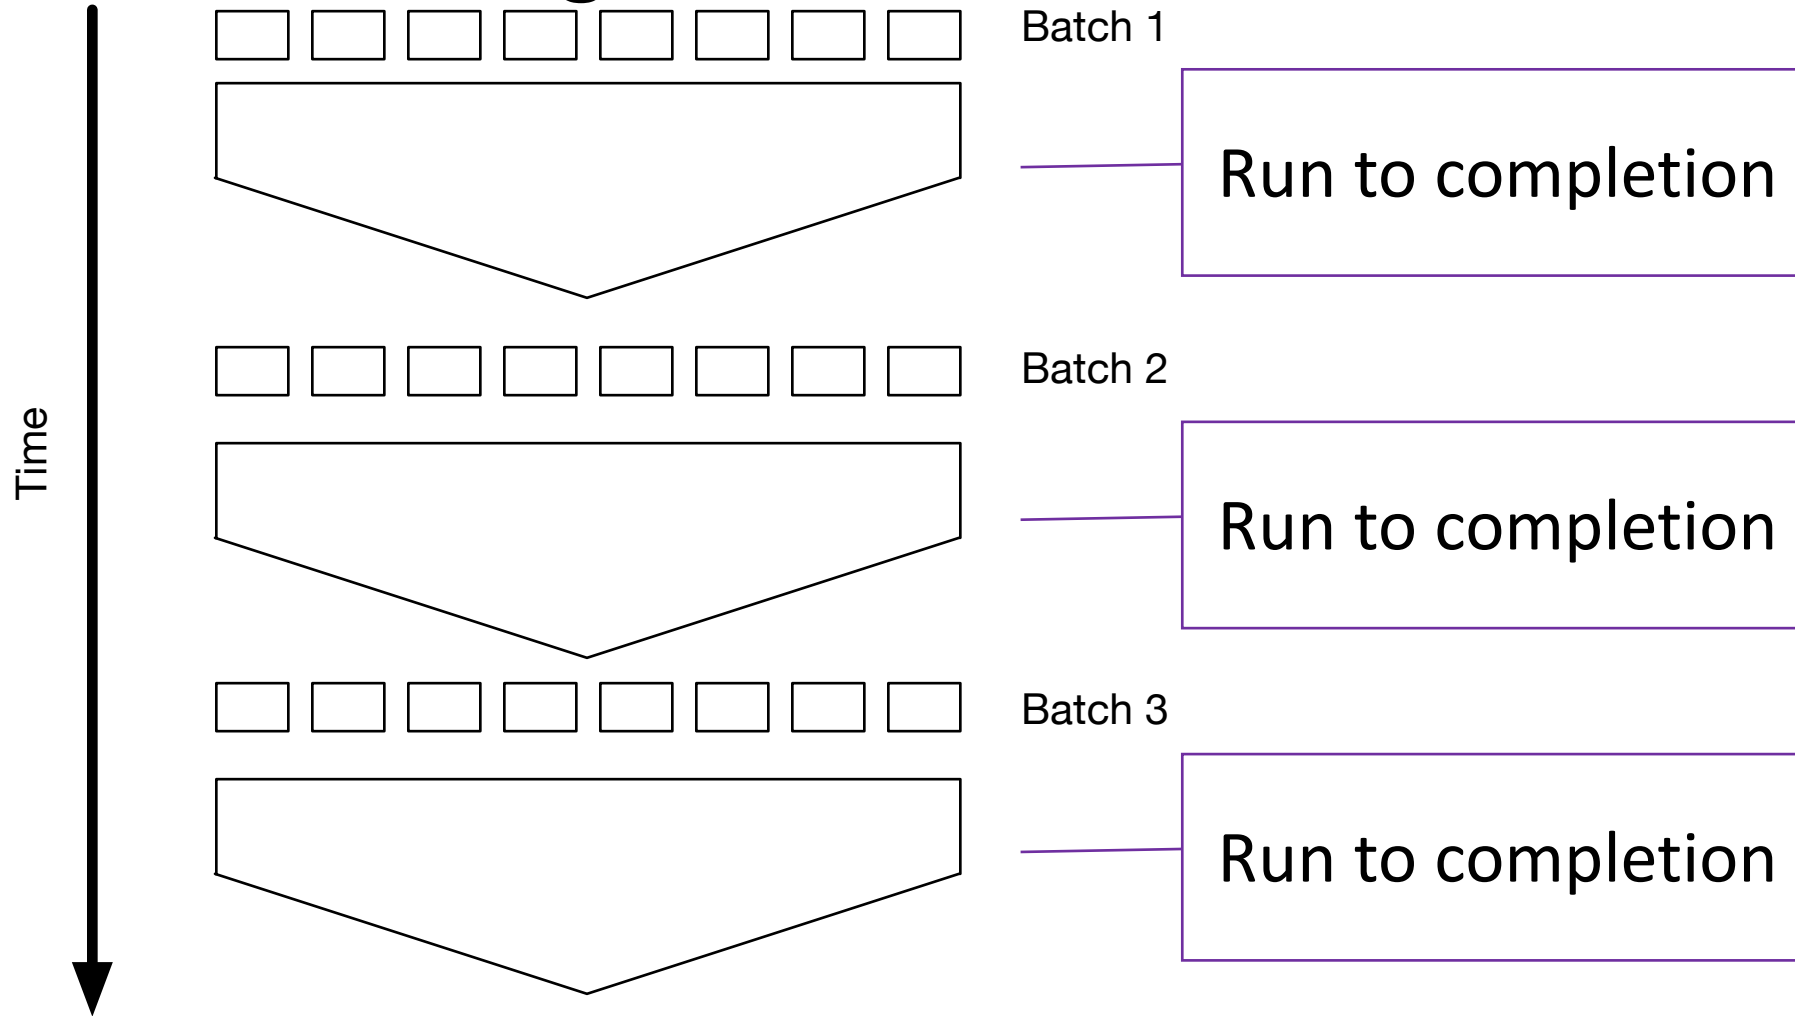 Batch 1
Run to completion
Batch 2
Time
Run to completion
Batch 3
Run to completion